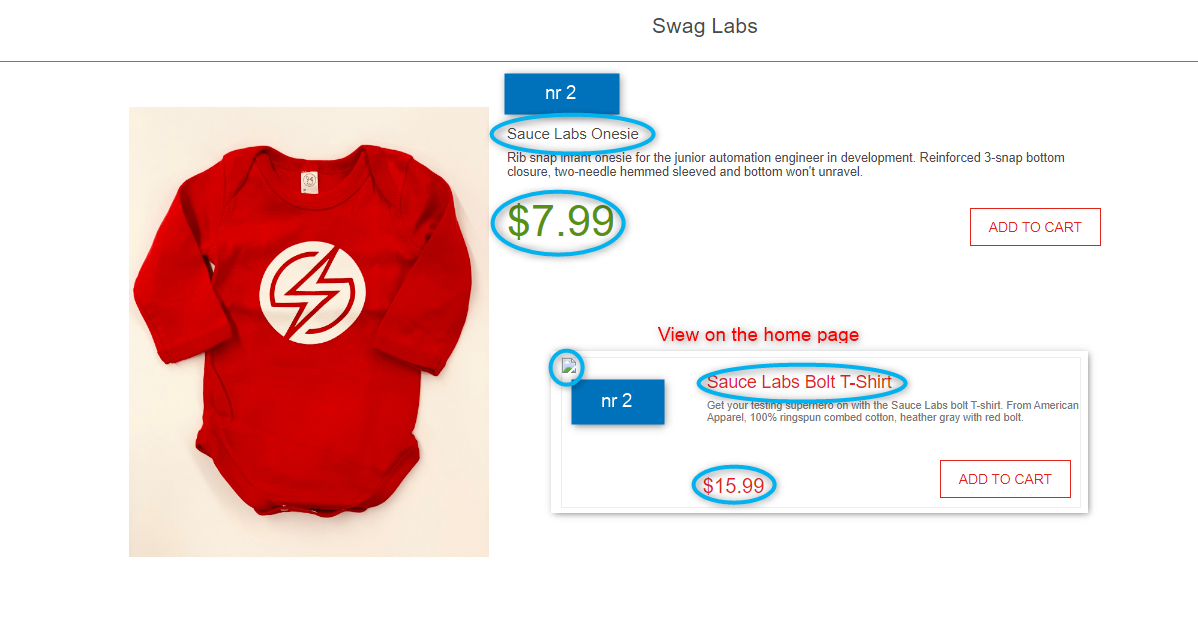 Swag Labs
nr 2
Sauce Labs Onesie
Rib snap infant onesie for the junior automation engineer in development. Reinforced 3-snap bottom
closure, two-needle hemmed sleeved and bottom won't unravel.
$7.99
ADD TO CART
View on the home page
Sauce Labs Bolt T-Shirt
nr 2
Get your testing superhero on with the Sauce Labs bolt T-shirt. From American
Apparel, 100% ringspun combed cotton, heather gray with red bolt.
$15.99
ADD TO CART